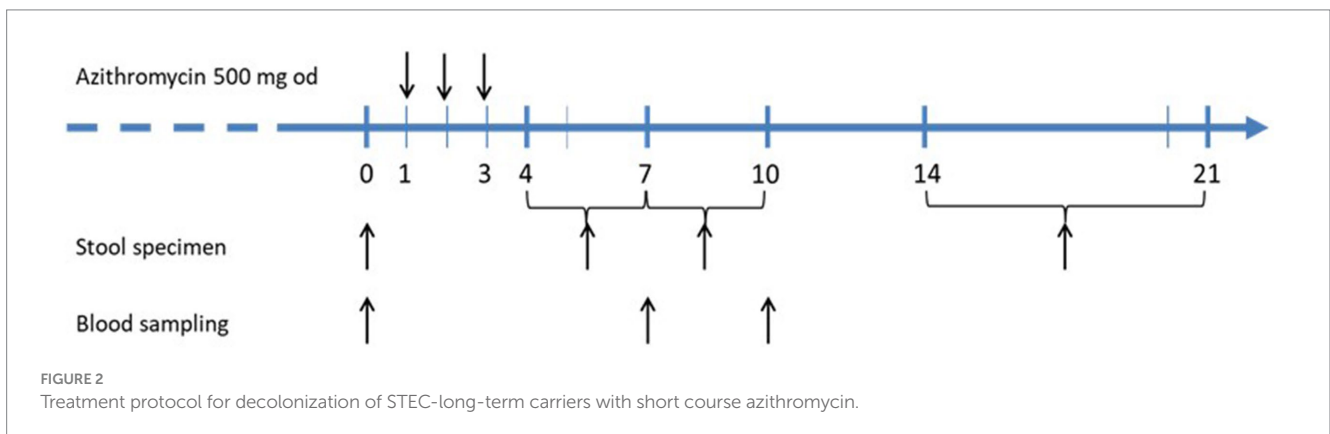 Azithromycin 500 mg od
0 1 3 4 7 10 14 21
Stool specimen
Blood sampling
FIGURE 2
Treatment protocol for decolonization of STEC-long-term carriers with short course azithromycin.